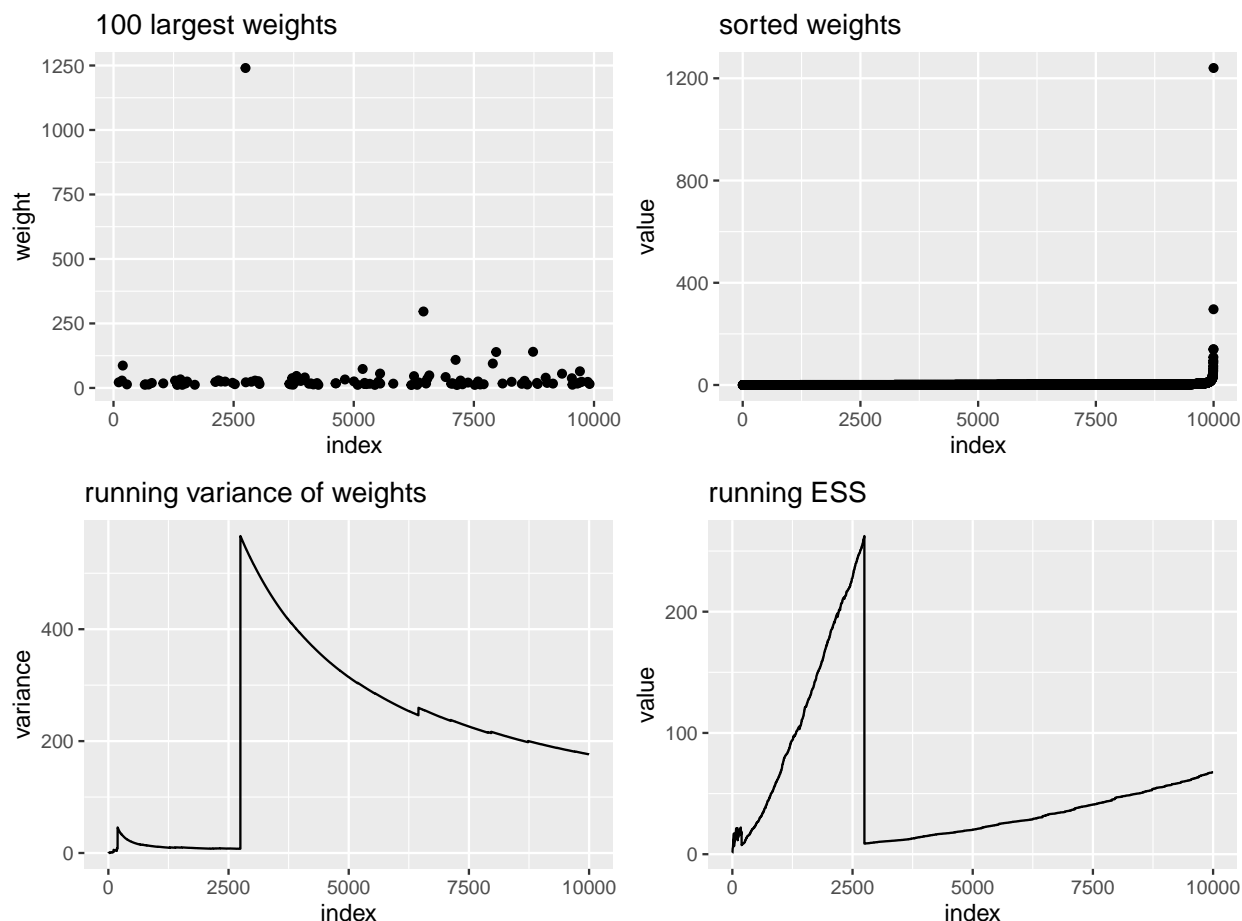 100 largest weights
1250
1000
750
500
250
0
weight
0 2500 5000 7500 10000
index
sorted weights
1200
800
400
0
value
0 2500 5000 7500 10000
index
running variance of weights
400
200
0
variance
0 2500 5000 7500 10000
index
running ESS
200
100
0
value
0 2500 5000 7500 10000
index